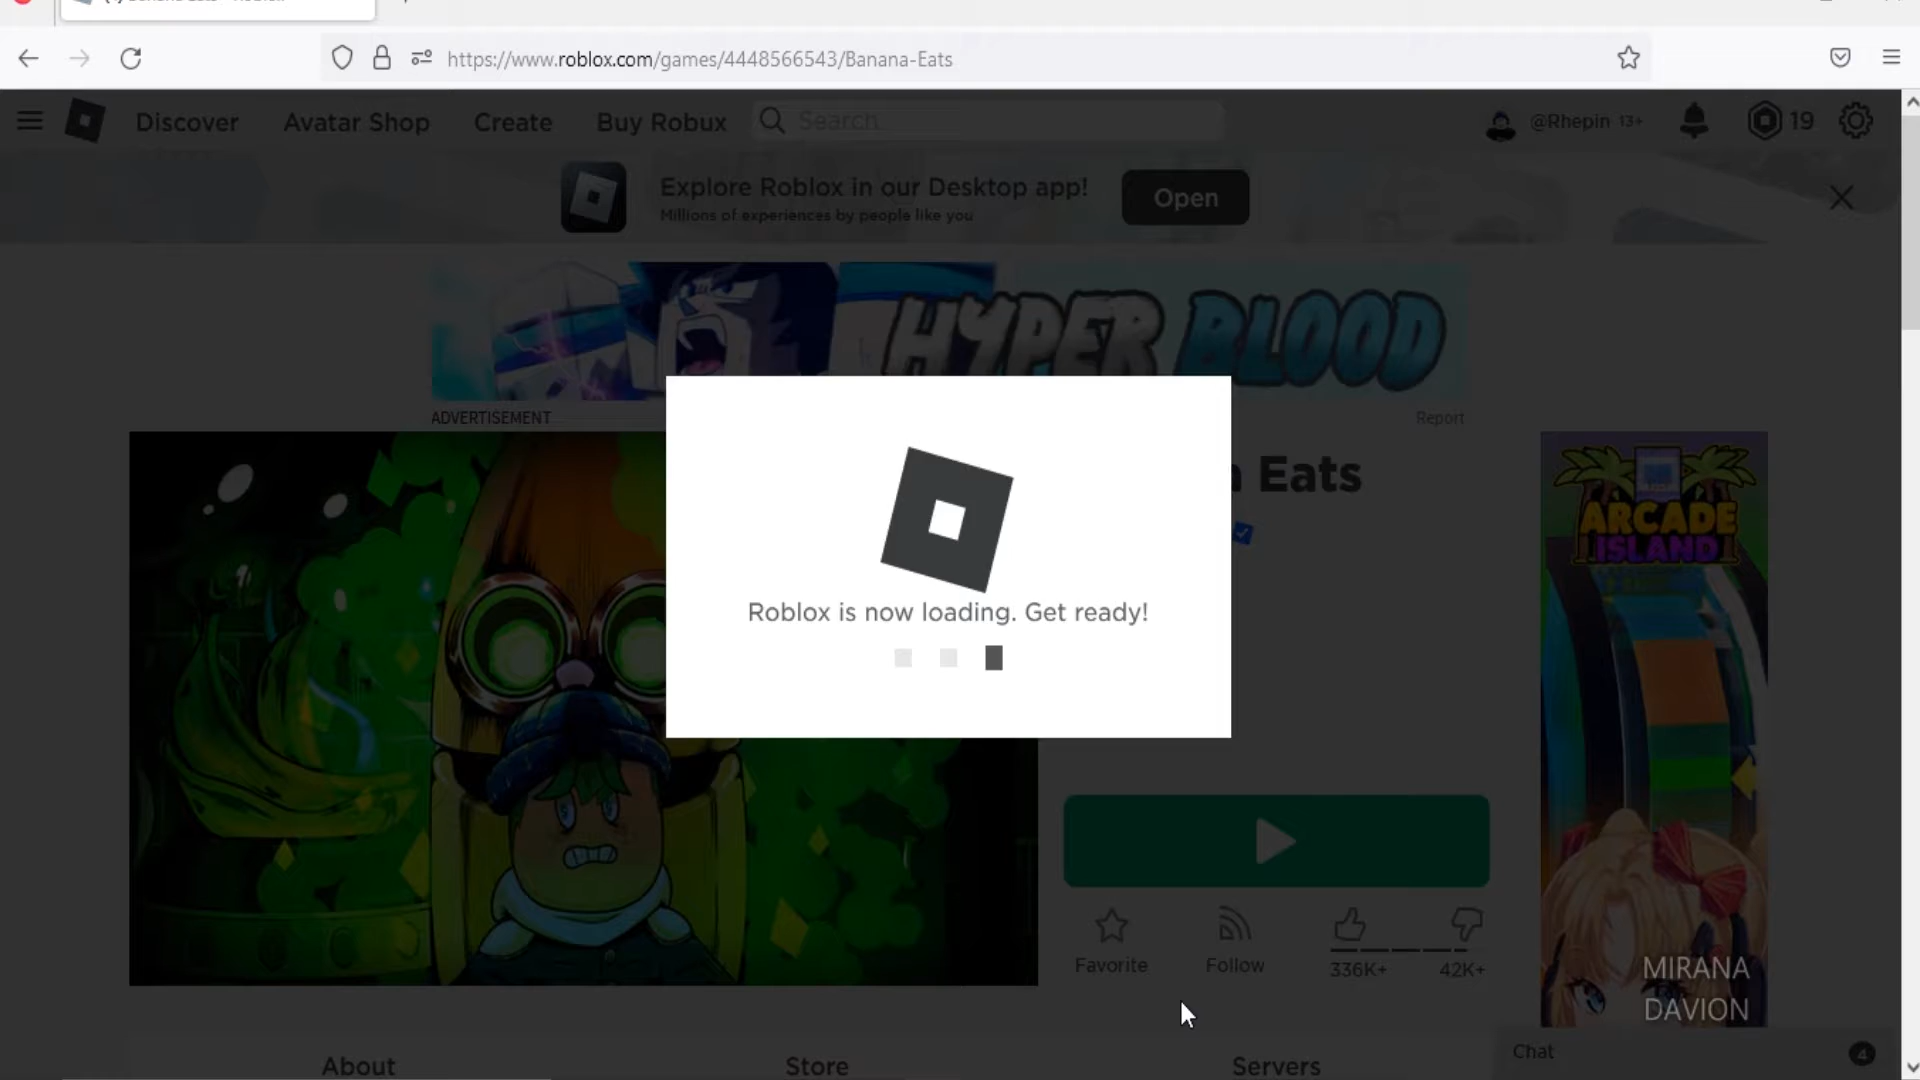 https://www.roblox.com/games/4448566543/Banana-Eats
Discover
Avatar Shop
Create
Buy Robux
Search
@Rhepin 13+
19
Explore Roblox in our Desktop app!
Millions of experiences by people like you
Open
HYPER BLOOD
ADVERTISEMENT
Report
Eats
ARCADE
ISLAND
Roblox is now loading. Get ready!
Favorite
Follow
336K+
42K+
MIRANA
DAVION
About
Store
Servers
Chat
4